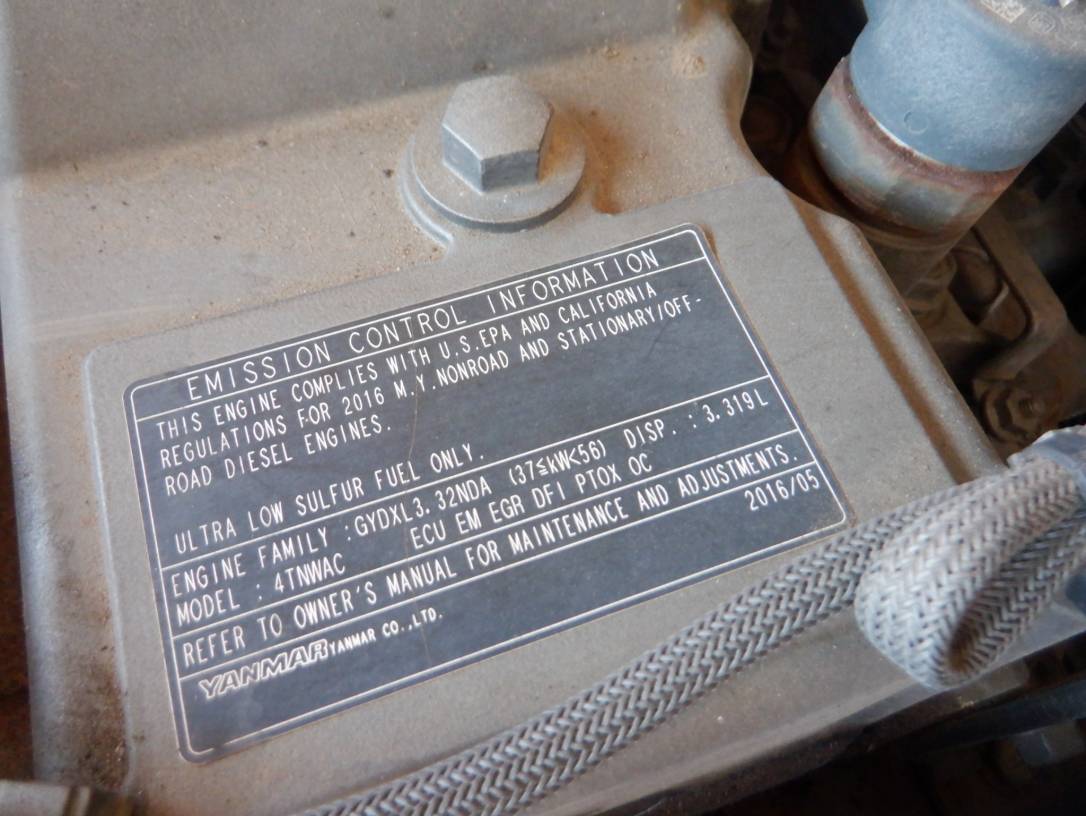 EMISSION CONTROL INFORMATION
THIS ENGINE COMPLIES WITH U.S.EPA AND CALIFORNIA
REGULATIONS FOR 2016 M.Y.NONROAD AND STATIONARY/OFF-
ROAD DIESEL ENGINES.
ULTRA LOW SULFUR FUEL ONLY.
ENGINE FAMILY :GYDXL3.32NDA (37≦kW<56) DISP.:3.319L
MODEL : 4TNWAC ECU EM EGR DFI PTOX OC
REFER TO OWNER'S MANUAL FOR MAINTENANCE AND ADJUSTMENTS.
YANMAR YANMAR CO.,LTD. 2016/05